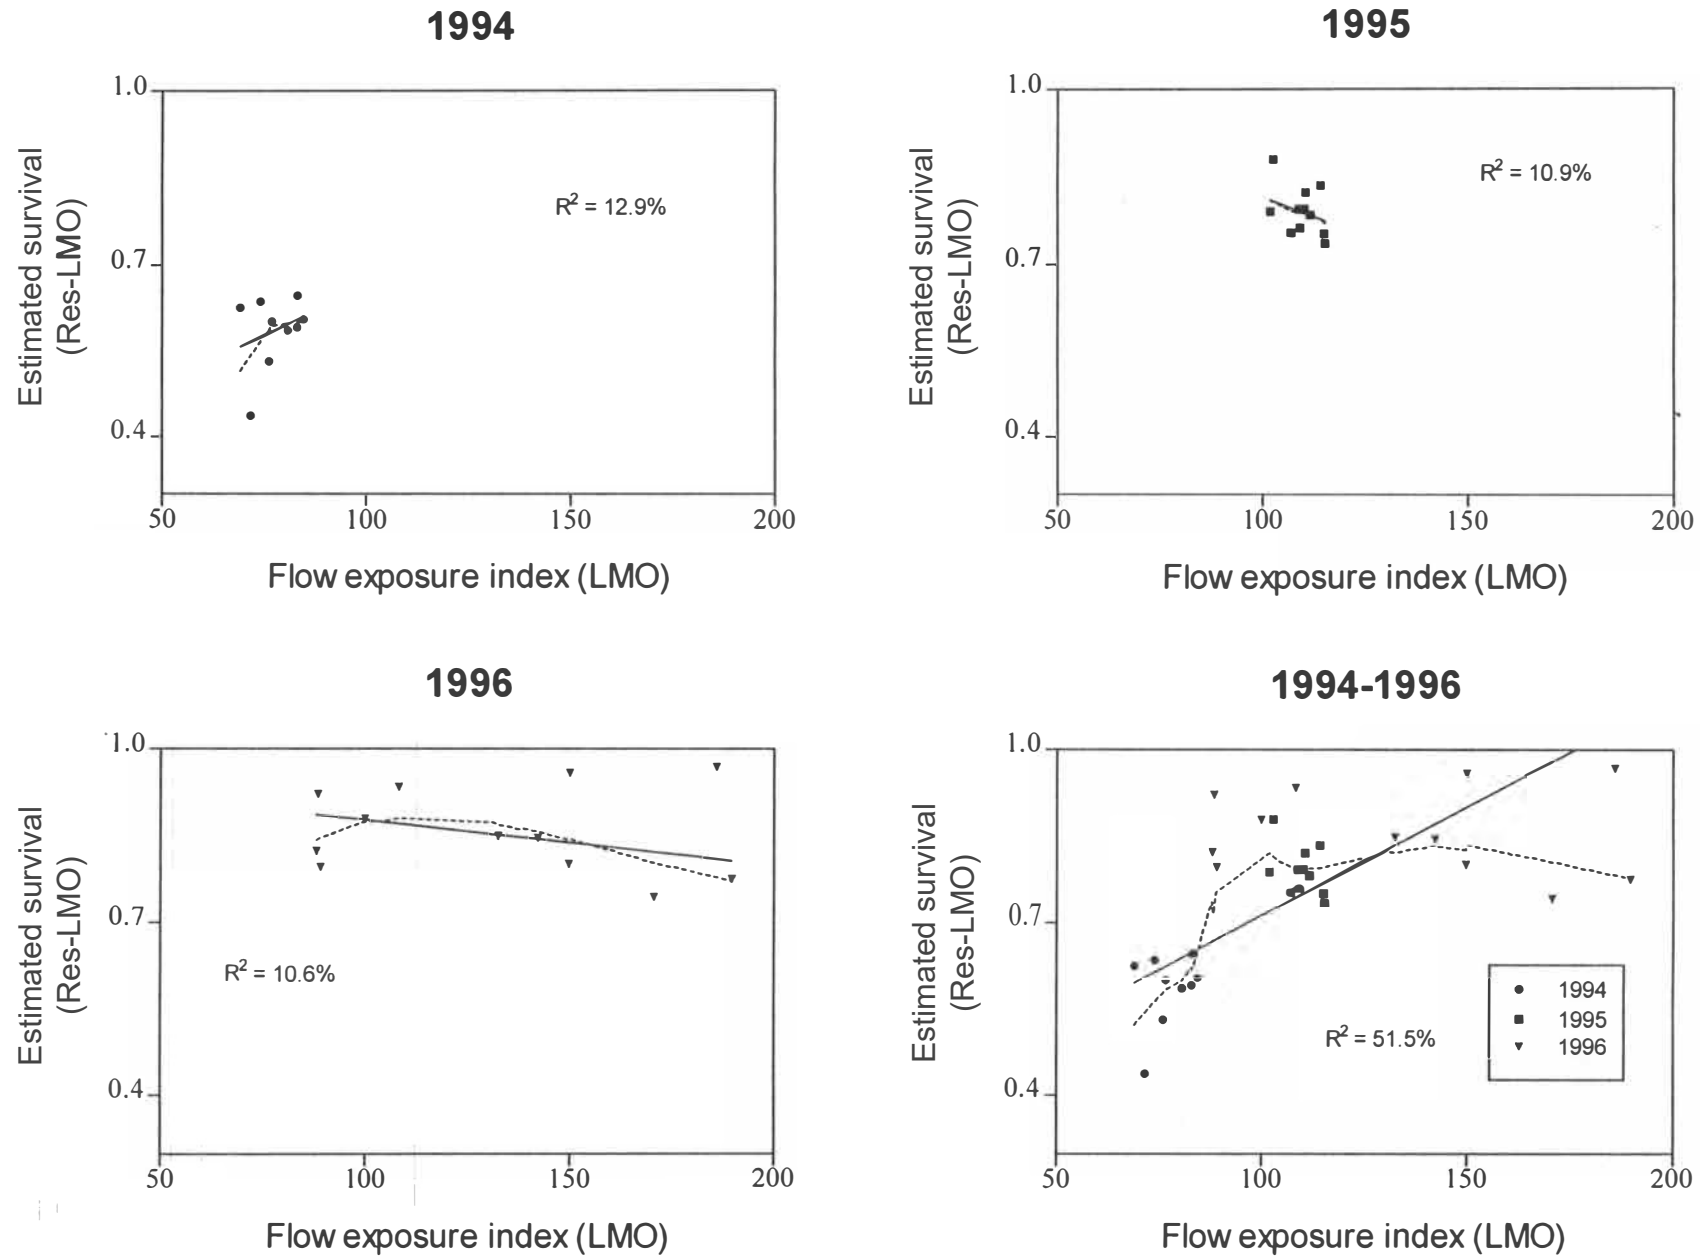 1994
1.0
0.7
0.4
Estimated survival
(Res-LMO)
R² = 12.9%
50 100 150 200
Flow exposure index (LMO)
1995
1.0
0.7
0.4
Estimated survival
(Res-LMO)
R² = 10.9%
50 100 150 200
Flow exposure index (LMO)
1996
1.0
0.7
0.4
Estimated survival
(Res-LMO)
R² = 10.6%
50 100 150 200
Flow exposure index (LMO)
1994-1996
1.0
0.7
0.4
Estimated survival
(Res-LMO)
R² = 51.5%
1994
1995
1996
50 100 150 200
Flow exposure index (LMO)